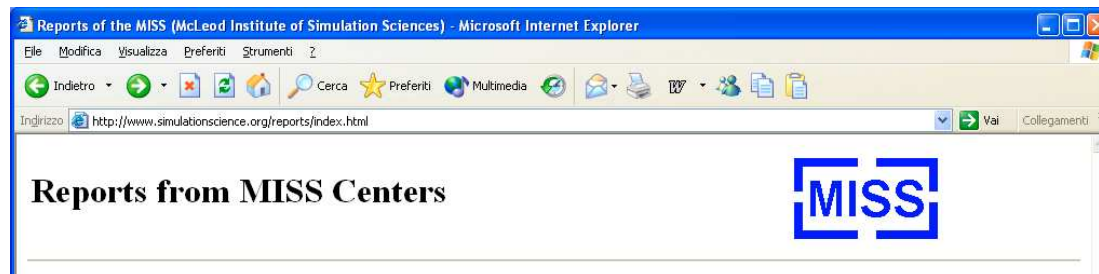 Reports of the MISS (McLeod Institute of Simulation Sciences) - Microsoft Internet Explorer
File Modifica Visualizza Preferiti Strumenti ?
Indietro Cerca Preferiti Multimedia W
Indirizzo http://www.simulationscience.org/reports/index.html Vai Collegamenti
Reports from MISS Centers
MISS